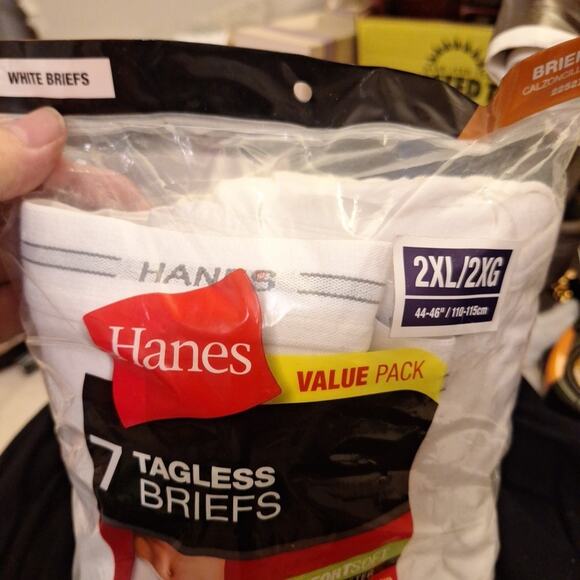 WHITE BRIEFS
BRIEF
HANES
2XL/2XG
44-46" / 110-115cm
Hanes
VALUE PACK
7 TAGLESS
BRIEFS